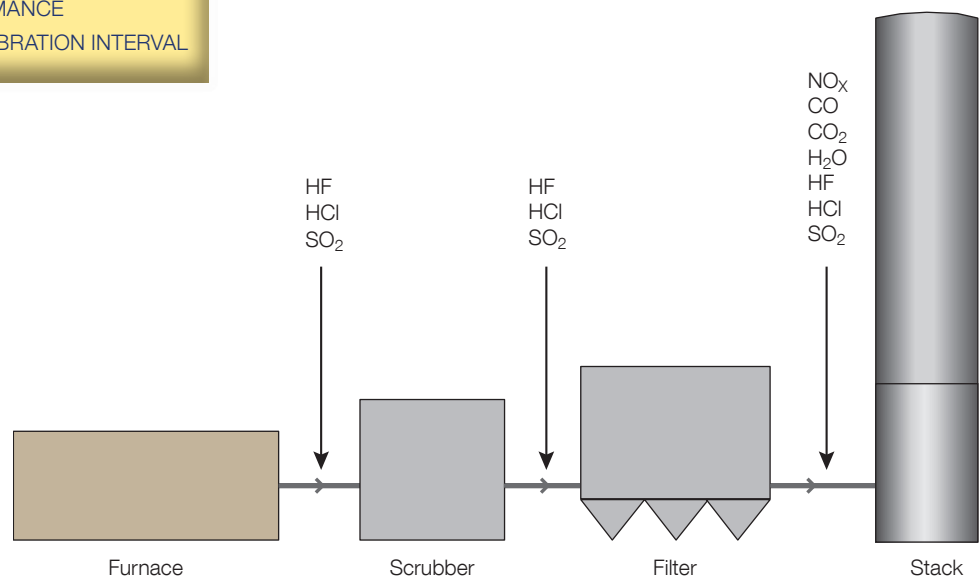 BRATION INTERVAL
HF
HCl
SO₂
HF
HCl
SO₂
NOₓ
CO
CO₂
H₂O
HF
HCl
SO₂
Furnace Scrubber Filter Stack